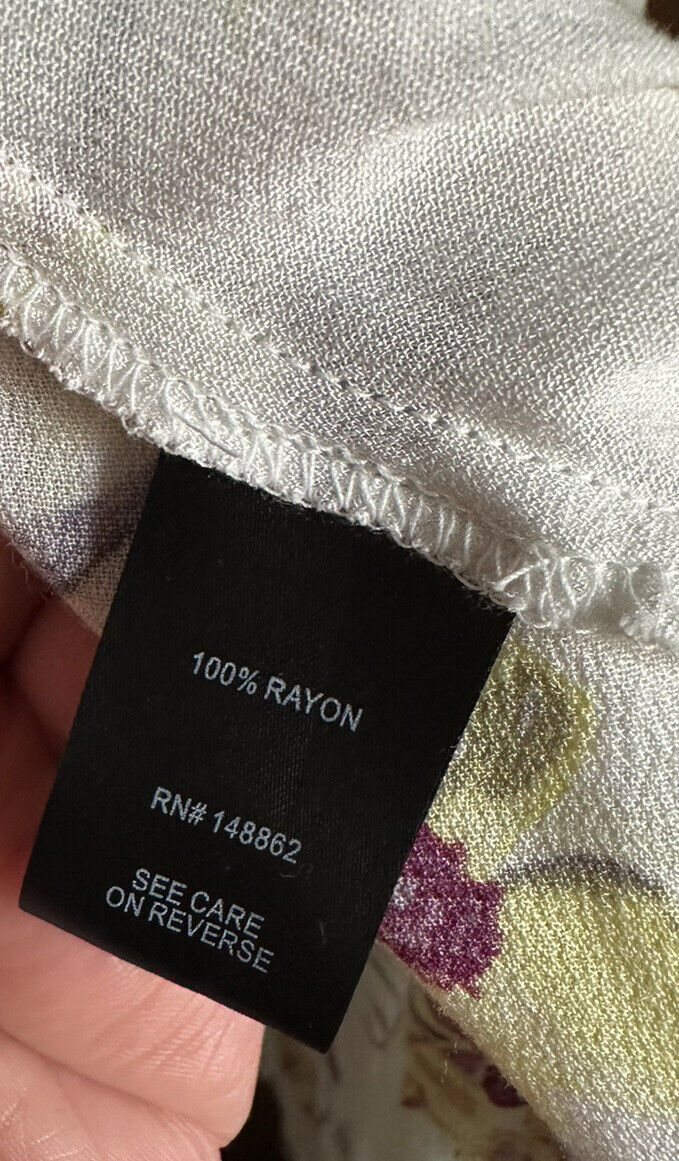 100% RAYON
RN# 148862
SEE CARE
ON REVERSE